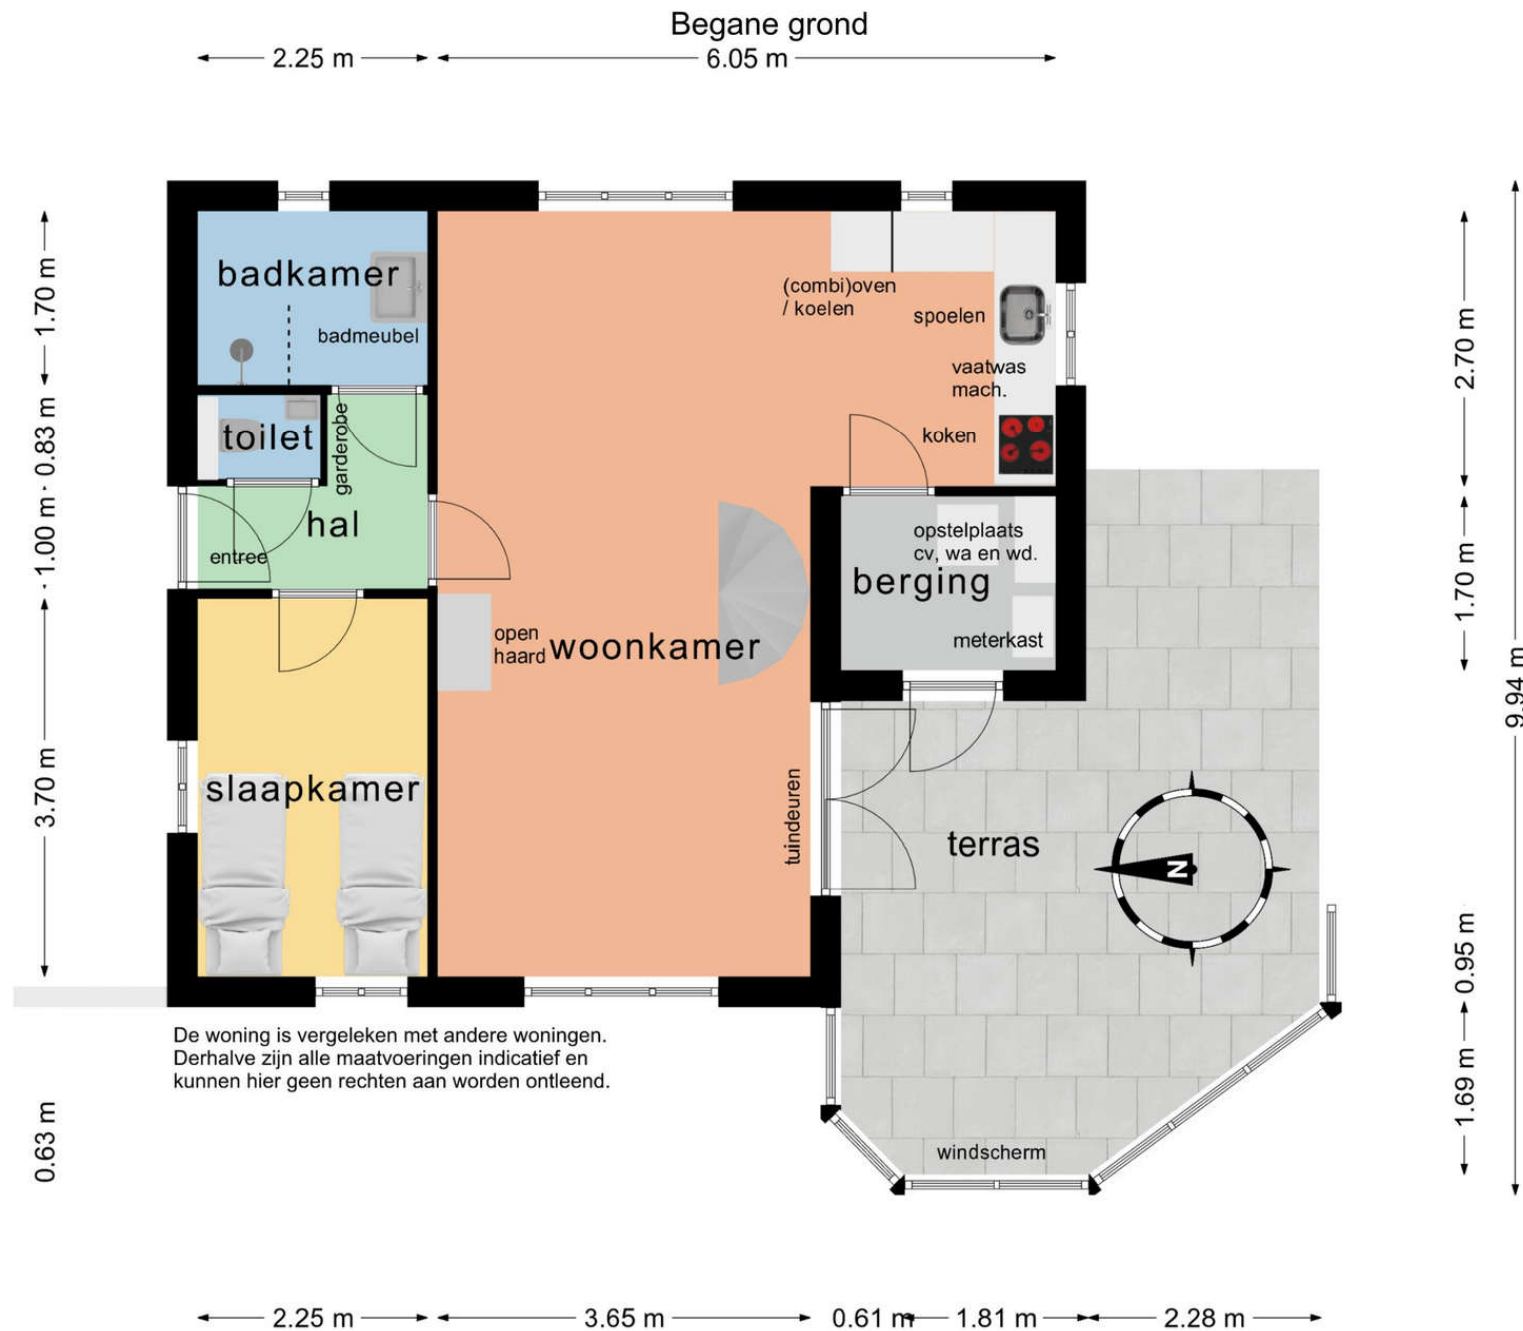 Begane grond
2.25 m
6.05 m
1.70 m
0.83 m
1.00 m
3.70 m
0.63 m
badkamer
badmeubel
toilet
garderobe
hal
entree
slaapkamer
(combi)oven
/ koelen
spoelen
vaatwas
mach.
koken
opstelplaats
cv, wa en wd.
berging
meterkast
open
haard
woonkamer
tuindeuren
terras
N
windscherm
2.70 m
1.70 m
0.95 m
1.69 m
9.94 m
De woning is vergeleken met andere woningen.
Derhalve zijn alle maatvoeringen indicatief en
kunnen hier geen rechten aan worden ontleend.
2.25 m
3.65 m
0.61 m
1.81 m
2.28 m